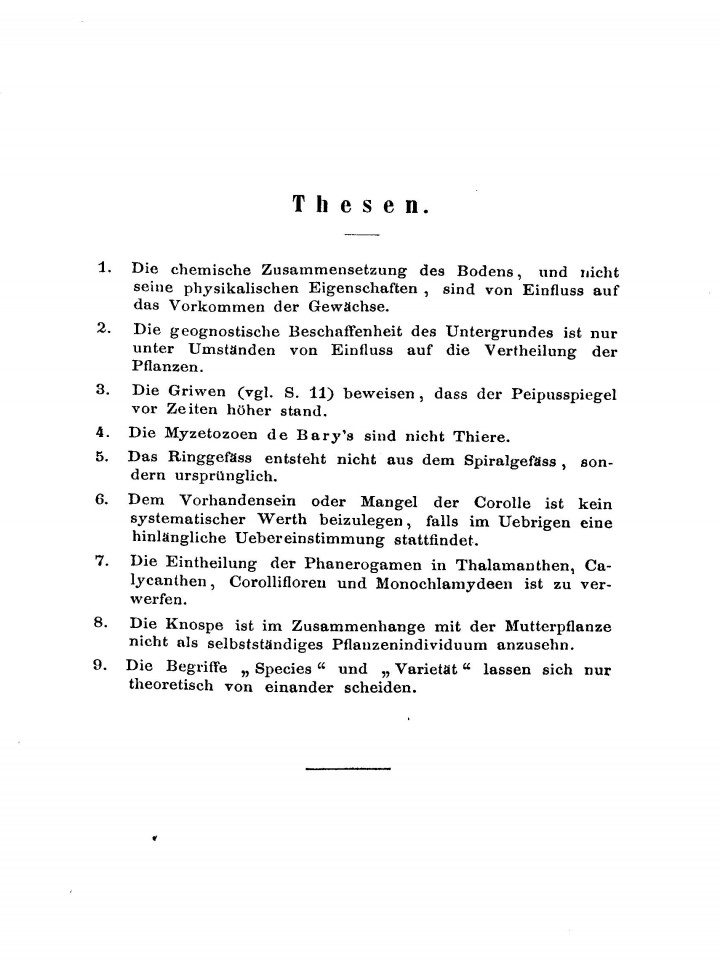 Thesen.
1. Die chemische Zusammensetzung des Bodens, und nicht
seine physikalischen Eigenschaften, sind von Einfluss auf
das Vorkommen der Gewächse.
2. Die geognostische Beschaffenheit des Untergrundes ist nur
unter Umständen von Einfluss auf die Vertheilung der
Pflanzen.
3. Die Griwen (vgl. S. 11) beweisen, dass der Peipusspiegel
vor Zeiten höher stand.
4. Die Myzetozoen de Bary's sind nicht Thiere.
5. Das Ringgefäss entsteht nicht aus dem Spiralgefäss, son-
dern ursprünglich.
6. Dem Vorhandensein oder Mangel der Corolle ist kein
systematischer Werth beizulegen, falls im Uebrigen eine
hinlängliche Uebereinstimmung stattfindet.
7. Die Eintheilung der Phanerogamen in Thalamanthen, Ca-
lycanthen, Corollifloren und Monochlamydeen ist zu ver-
werfen.
8. Die Knospe ist im Zusammenhange mit der Mutterpflanze
nicht als selbstständiges Pflanzenindividuum anzusehn.
9. Die Begriffe „Species“ und „Varietät“ lassen sich nur
theoretisch von einander scheiden.